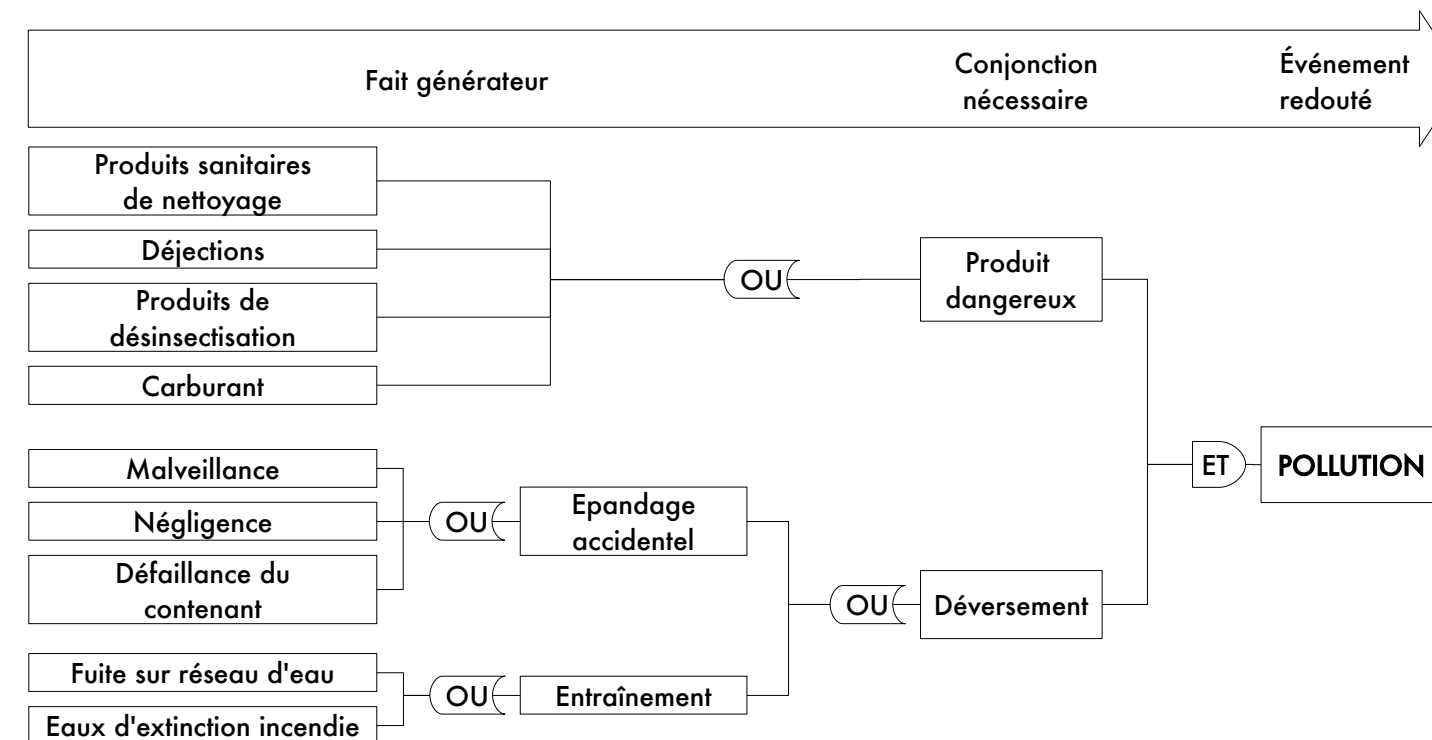 Fait générateur
Conjonction
nécessaire
Événement
redouté
Produits sanitaires
de nettoyage
Déjections
Produits de
désinsectisation
Carburant
OU
Produit
dangereux
Malveillance
Négligence
Défaillance du
contenant
OU
Epandage
accidentel
Fuite sur réseau d'eau
Eaux d'extinction incendie
OU
Entraînement
OU
Déversement
ET
POLLUTION